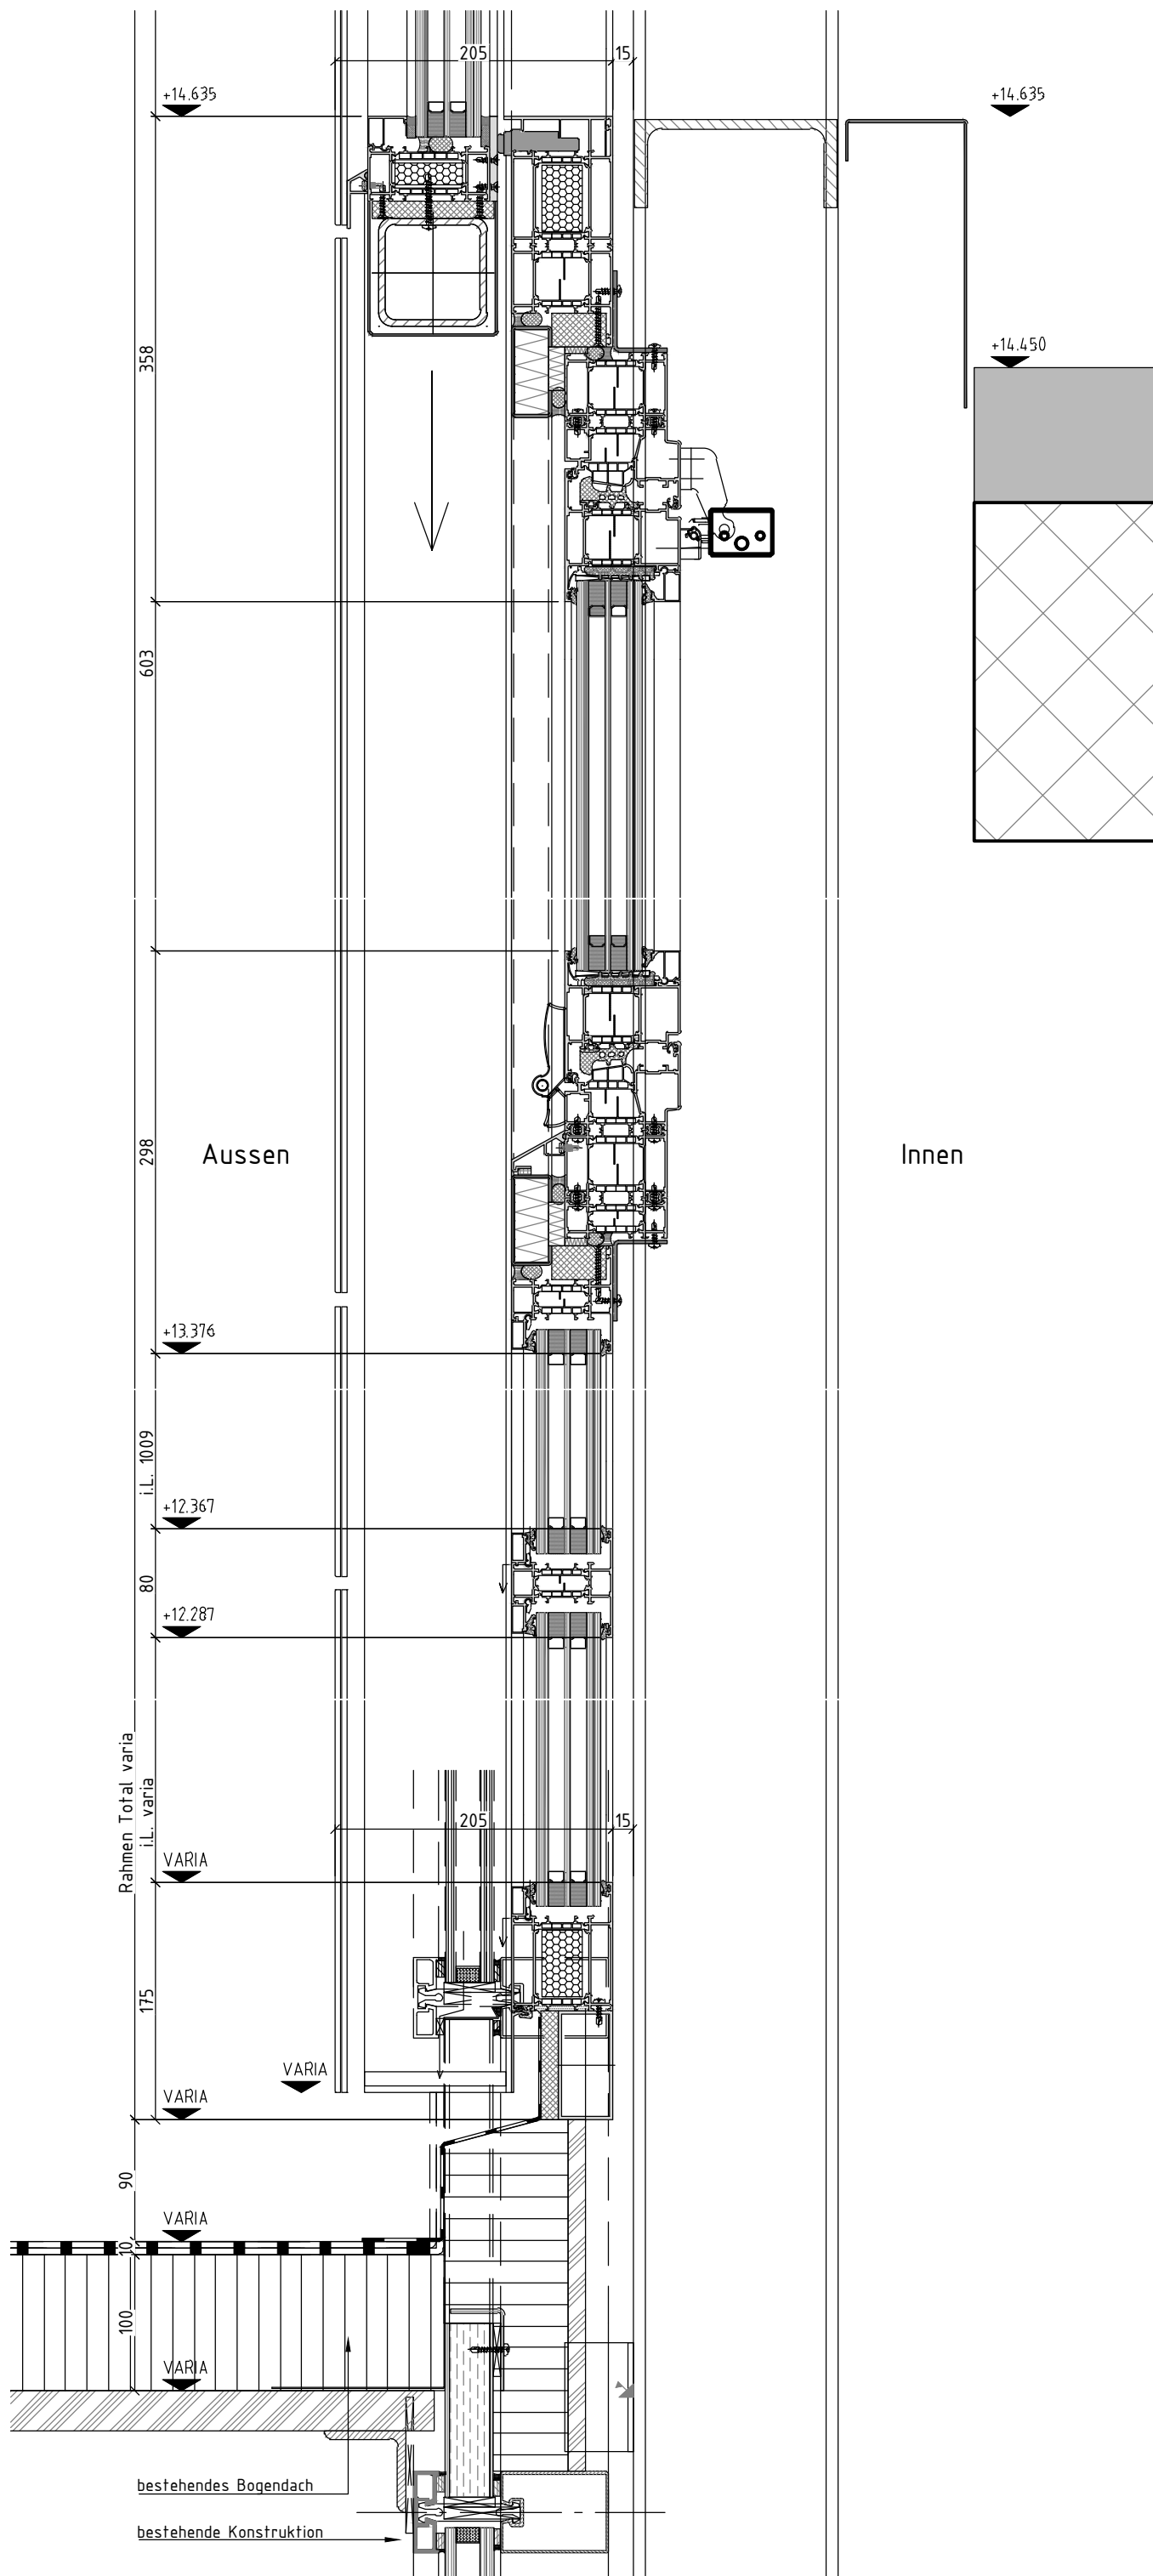 205
15
+14.635
+14.635
358
+14.450
603
298
Aussen
Innen
+13.376
i.L. 1009
+12.367
80
+12.287
Rahmen Total varia
i.L. varia
205
15
VARIA
175
VARIA
VARIA
90
VARIA
10
100
VARIA
bestehendes Bogendach
bestehende Konstruktion